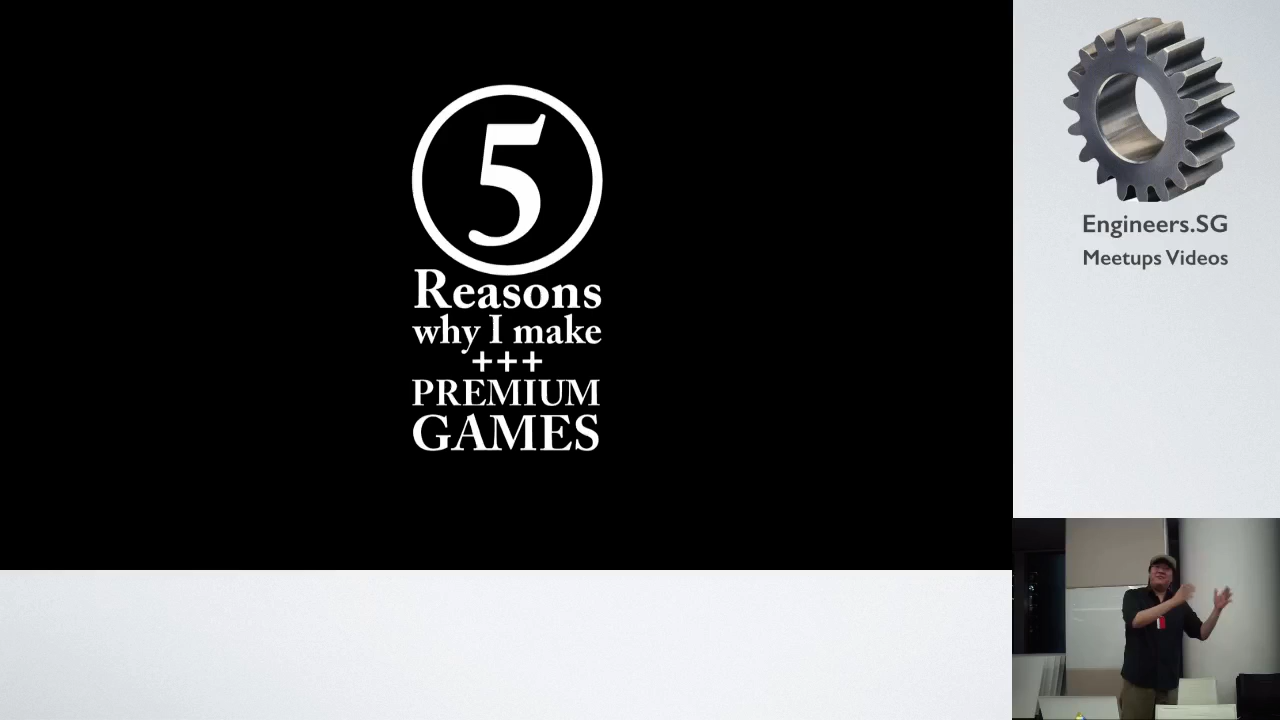 5
Reasons
why I make
+++
PREMIUM
GAMES
Engineers.SG
Meetups Videos